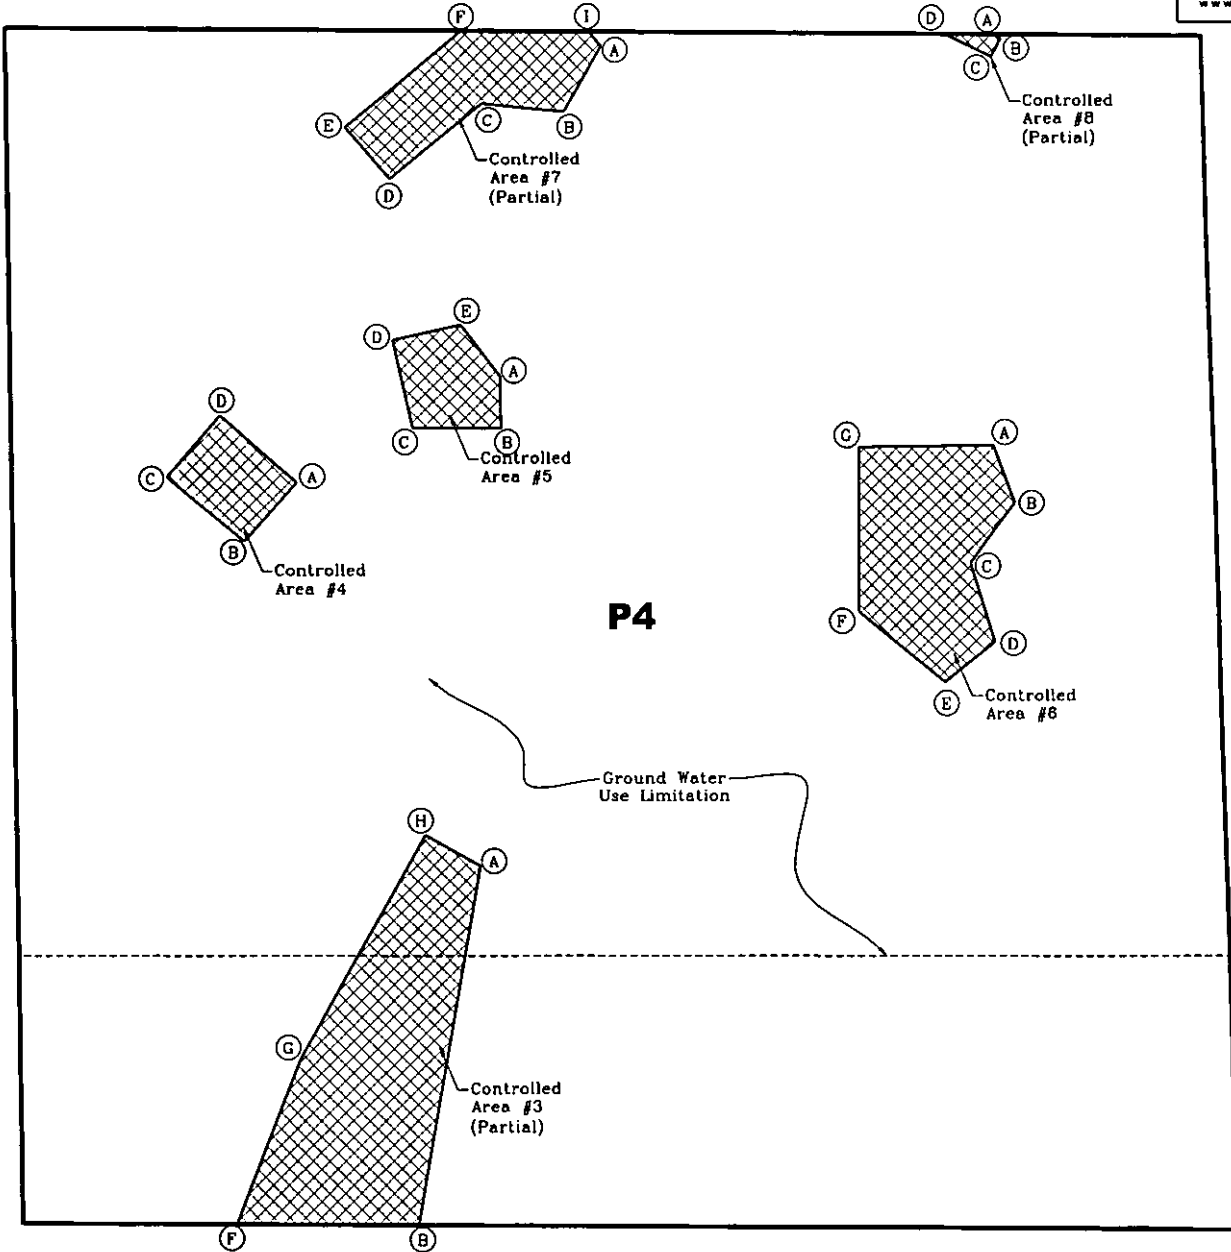 www
F
I
D
A
A
B
C
E
C
B
Controlled
Area #8
(Partial)
Controlled
Area #7
(Partial)
D
E
D
A
D
C
B
G
A
Controlled
Area #5
C
A
B
B
Controlled
Area #4
C
P4
F
D
E
Controlled
Area #6
Ground Water
Use Limitation
H
A
G
Controlled
Area #3
(Partial)
F
B